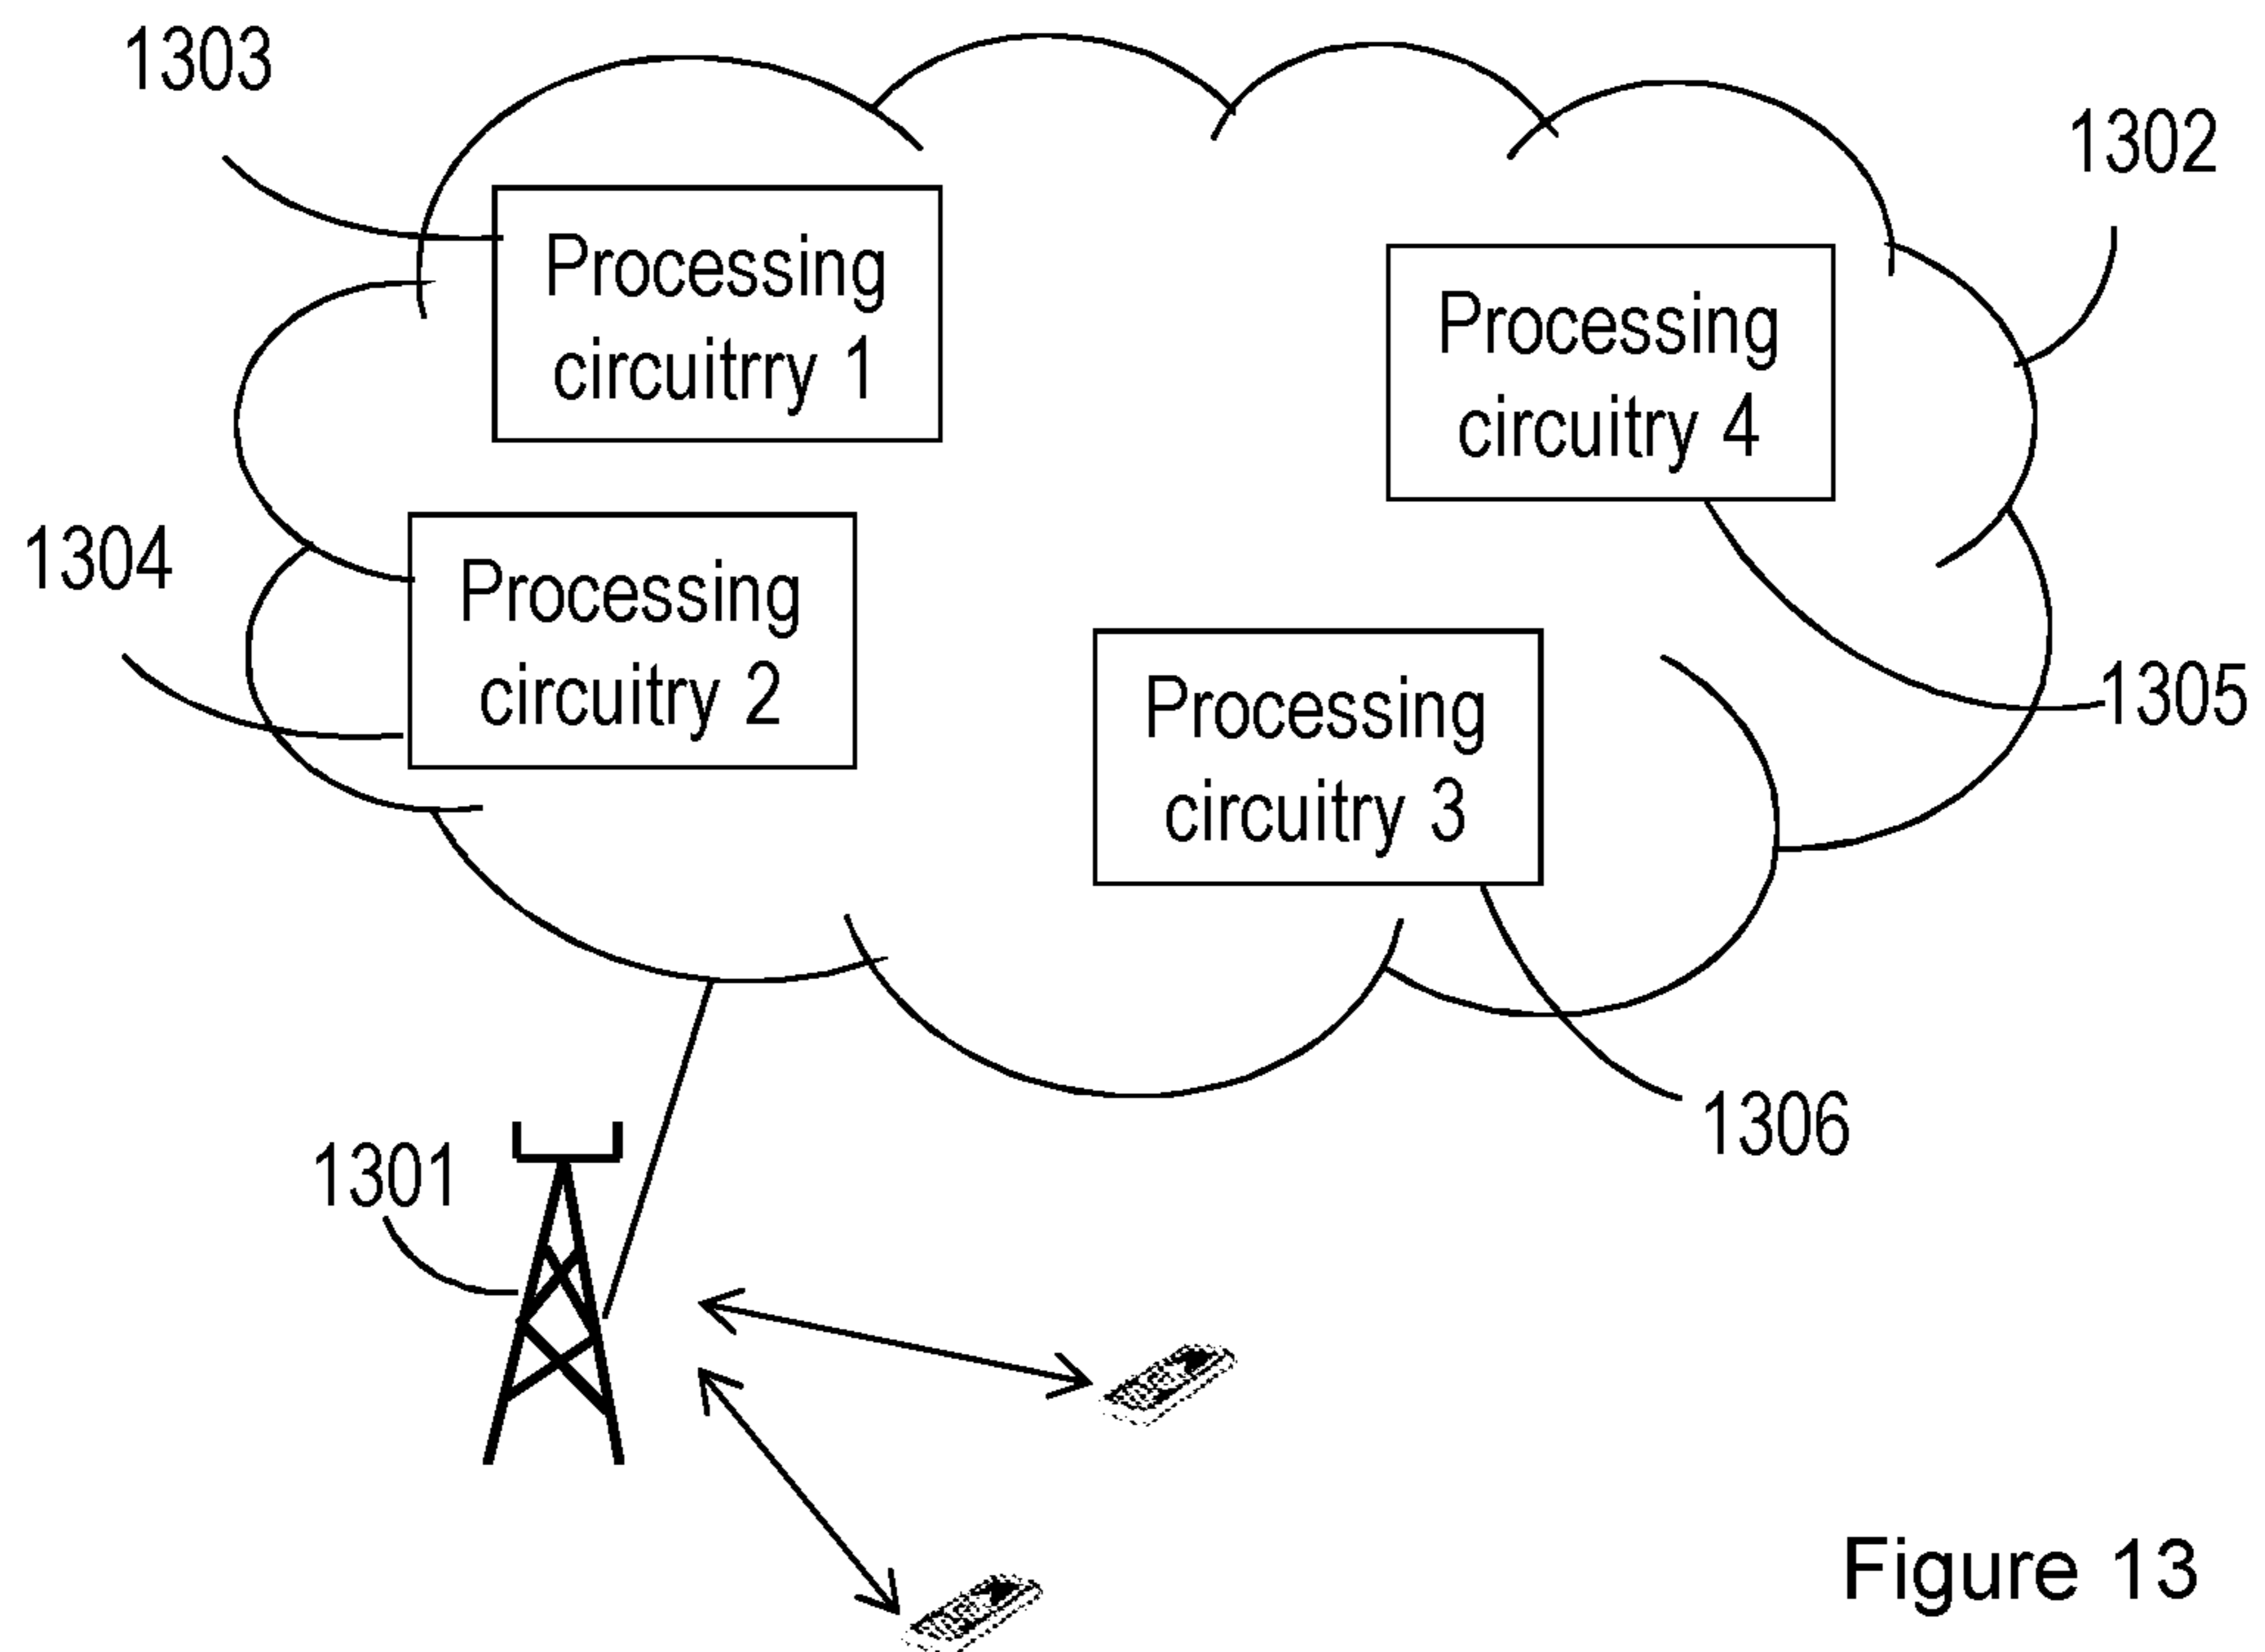 1303
1302
Processing
circuitrry 1
Processing
circuitry 4
1304
Processing
circuitry 2
Processing
circuitry 3
1305
1306
1301
Figure 13